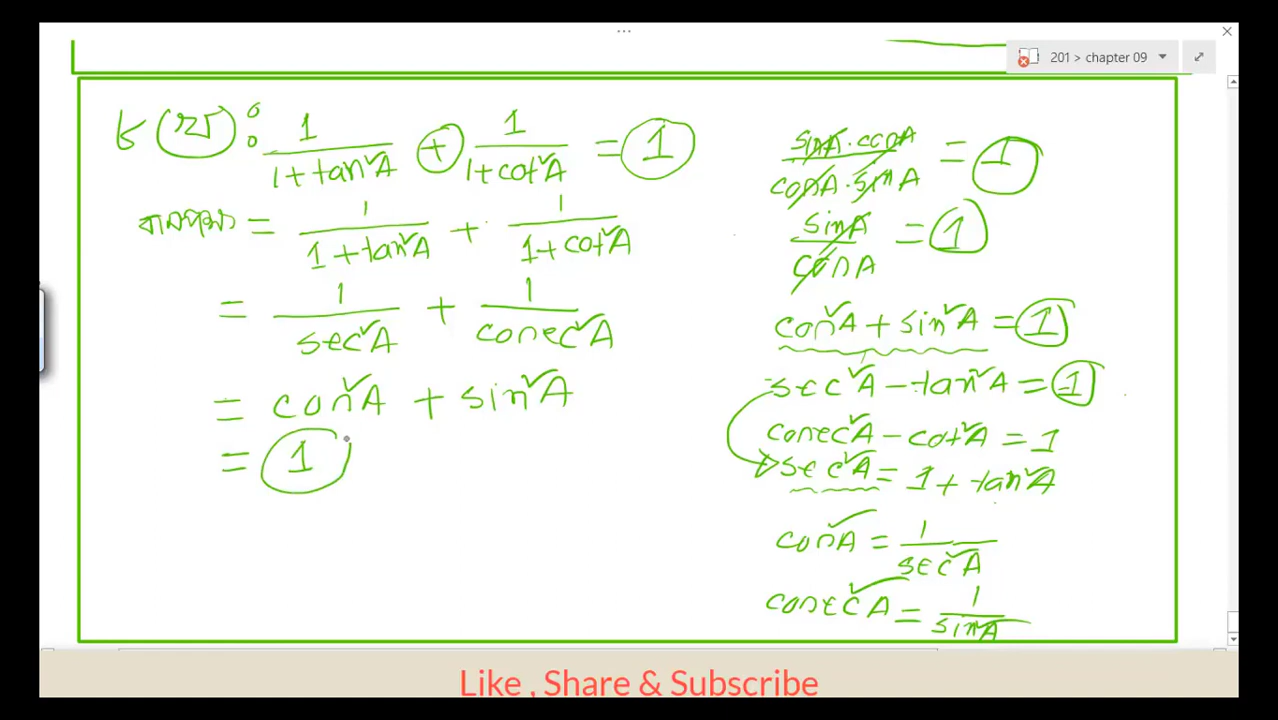 201 > chapter 09
৮(য): 1/(1+tan²A) + 1/(1+cot²A) = 1
বামপক্ষ = 1/(1+tan²A) + 1/(1+cot²A)
= 1/sec²A + 1/cosec²A
= cos²A + sin²A
= 1
sinA·cosA/cosA·sinA = 1
sinA/cosA = 1
cos²A + sin²A = 1
sec²A – tan²A = 1
cosec²A – cot²A = 1
sec²A = 1 + tan²A
cos²A = 1/sec²A
cosec²A = 1/sin²A
Like , Share & Subscribe